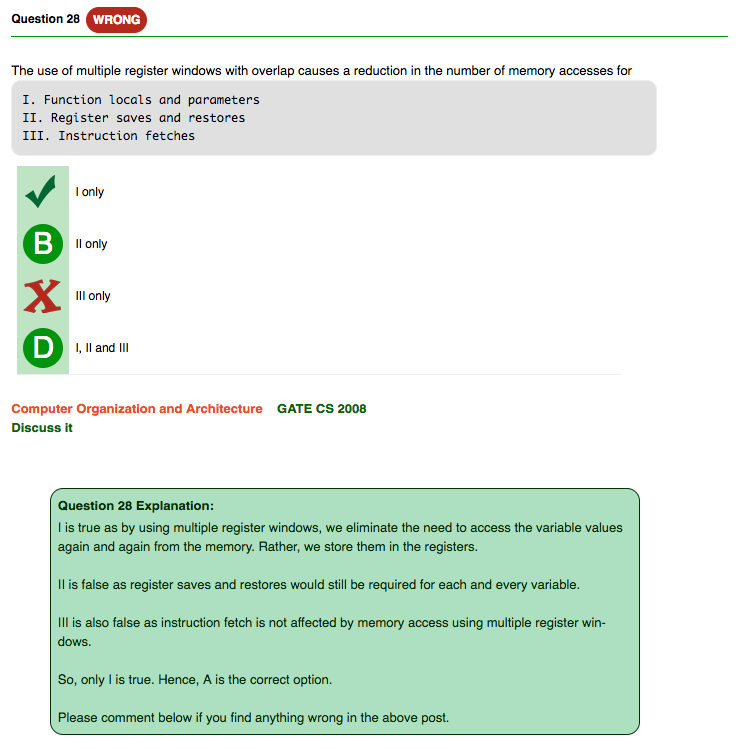 Question 28 WRONG
The use of multiple register windows with overlap causes a reduction in the number of memory accesses for
I. Function locals and parameters
II. Register saves and restores
III. Instruction fetches
I only
B II only
X III only
D I, II and III
Computer Organization and Architecture GATE CS 2008
Discuss it
Question 28 Explanation:
I is true as by using multiple register windows, we eliminate the need to access the variable values
again and again from the memory. Rather, we store them in the registers.
II is false as register saves and restores would still be required for each and every variable.
III is also false as instruction fetch is not affected by memory access using multiple register win-
dows.
So, only I is true. Hence, A is the correct option.
Please comment below if you find anything wrong in the above post.